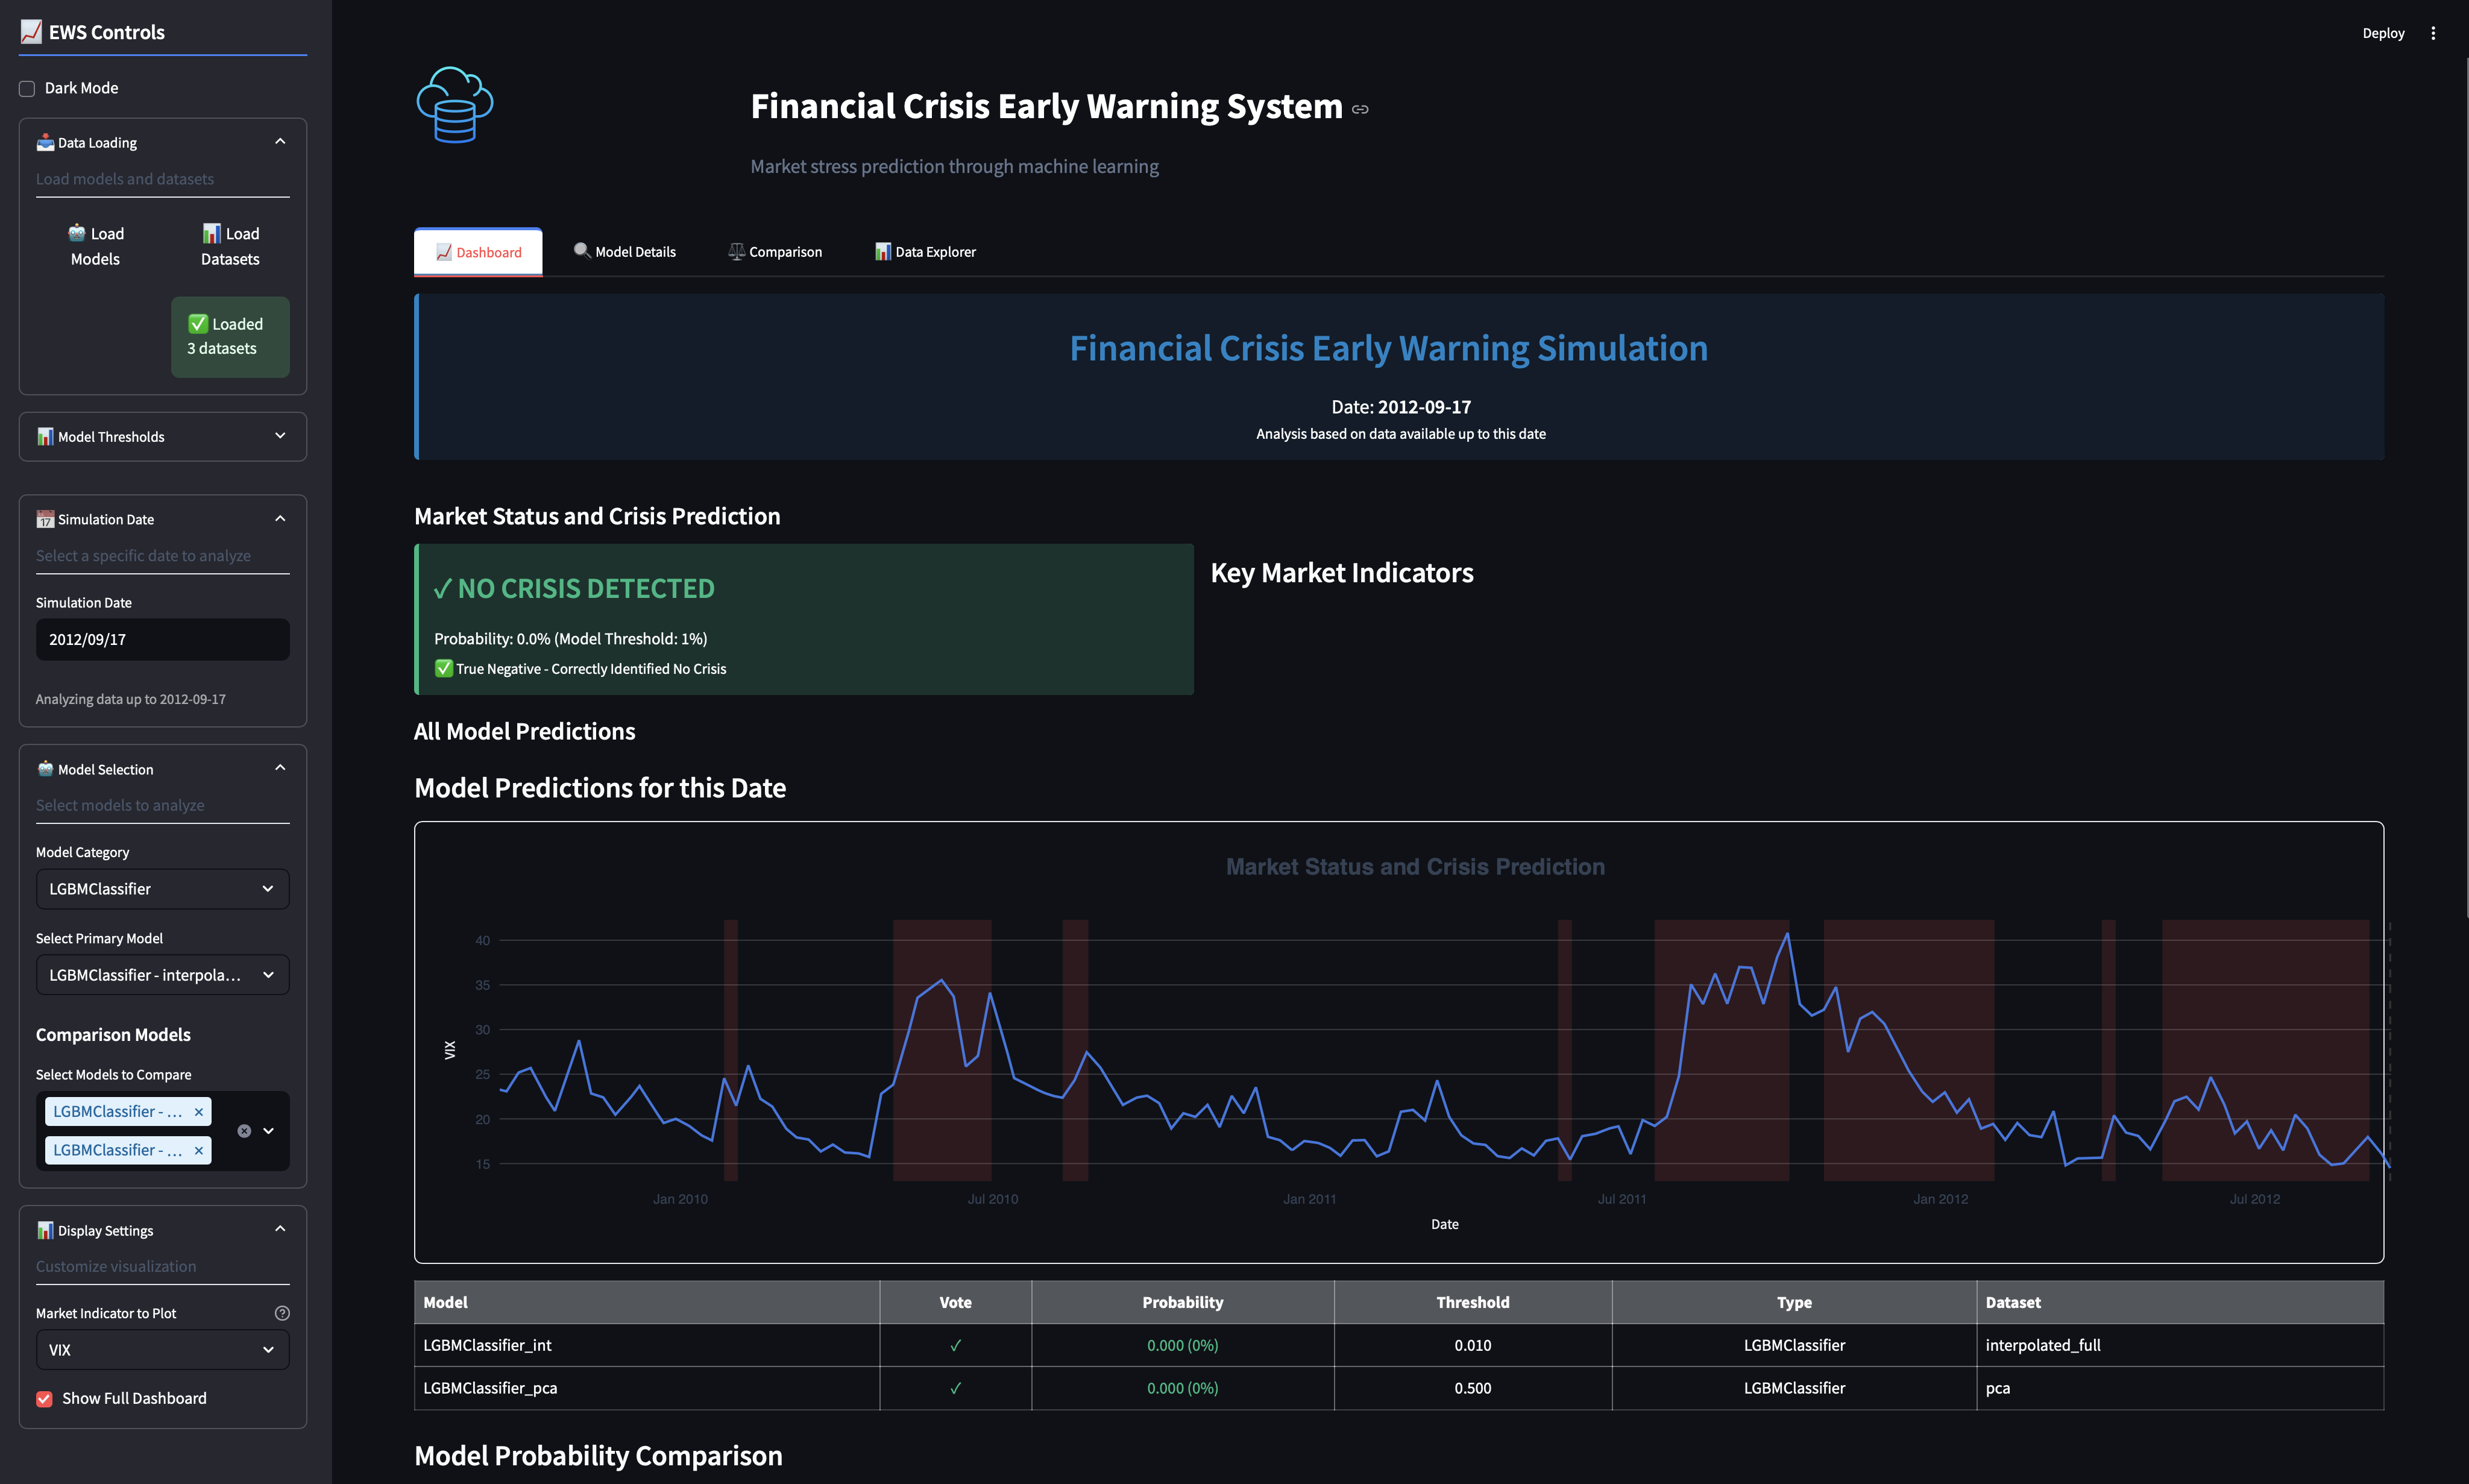 📈 EWS Controls
Dark Mode
📥 Data Loading
Load models and datasets
🤖 Load Models
📊 Load Datasets
✅ Loaded
3 datasets
📊 Model Thresholds
📅 Simulation Date
Select a specific date to analyze
Simulation Date
2012/09/17
Analyzing data up to 2012-09-17
🤖 Model Selection
Select models to analyze
Model Category
LGBMClassifier
Select Primary Model
LGBMClassifier - interpola...
Comparison Models
Select Models to Compare
LGBMClassifier - ... ×
LGBMClassifier - ... ×
📊 Display Settings
Customize visualization
Market Indicator to Plot
VIX
Show Full Dashboard
Deploy
Financial Crisis Early Warning System
Market stress prediction through machine learning
📈 Dashboard
🔍 Model Details
⚖️ Comparison
📊 Data Explorer
Financial Crisis Early Warning Simulation
Date: 2012-09-17
Analysis based on data available up to this date
Market Status and Crisis Prediction
✓ NO CRISIS DETECTED
Probability: 0.0% (Model Threshold: 1%)
✅ True Negative - Correctly Identified No Crisis
Key Market Indicators
All Model Predictions
Model Predictions for this Date
Market Status and Crisis Prediction
40
35
30
25
20
15
VIX
Jan 2010
Jul 2010
Jan 2011
Jul 2011
Jan 2012
Jul 2012
Date
Model Vote Probability Threshold Type Dataset
LGBMClassifier_int ✓ 0.000 (0%) 0.010 LGBMClassifier interpolated_full
LGBMClassifier_pca ✓ 0.000 (0%) 0.500 LGBMClassifier pca
Model Probability Comparison